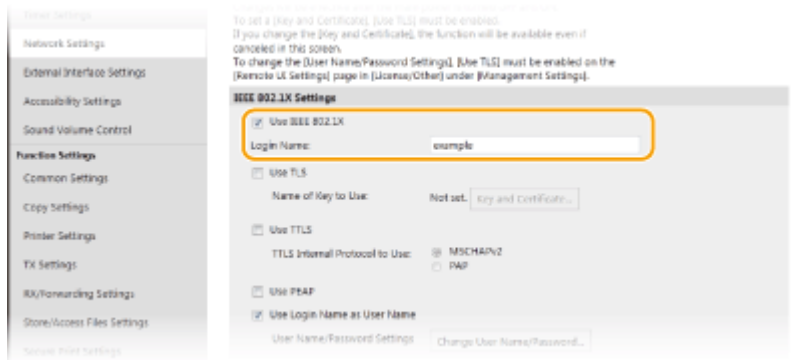 Timer Settings
Network Settings
External Interface Settings
Accessibility Settings
Sound Volume Control
Function Settings
Common Settings
Copy Settings
Printer Settings
TX Settings
RX/Forwarding Settings
Store/Access Files Settings
Server Print Settings
To set a [Key and Certificate], [Use TLS] must be enabled.
If you change the [Key and Certificate], the function will be available even if
canceled in this screen.
To change the [User Name/Password Settings], [Use TLS] must be enabled on the
[Remote UI Settings] page in [License/Other] under [Management Settings].
IEEE 802.1X Settings
Use IEEE 802.1X
Login Name: example
Use TLS
Name of Key to Use: Not set. Key and Certificate...
Use TTLS
TTLS Internal Protocol to Use: MSCHAPv2
PAP
Use PEAP
Use Login Name as User Name
User Name/Password Settings Change User Name/Password...